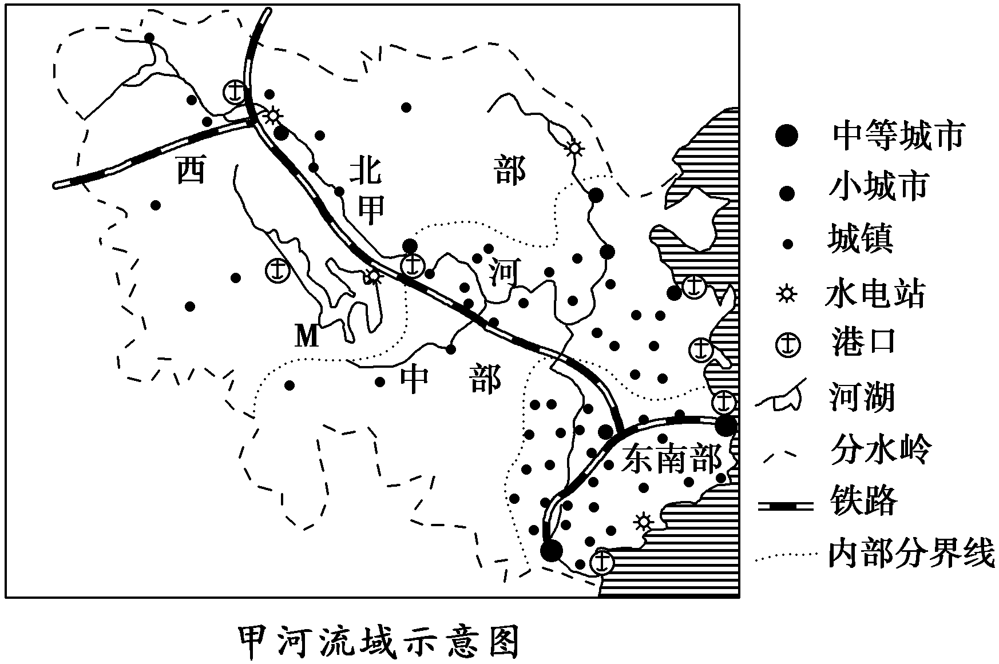 西
北
部
甲
河
M
中
部
东南部
中等城市
小城市
城镇
水电站
港口
河湖
分水岭
铁路
内部分界线
甲河流域示意图